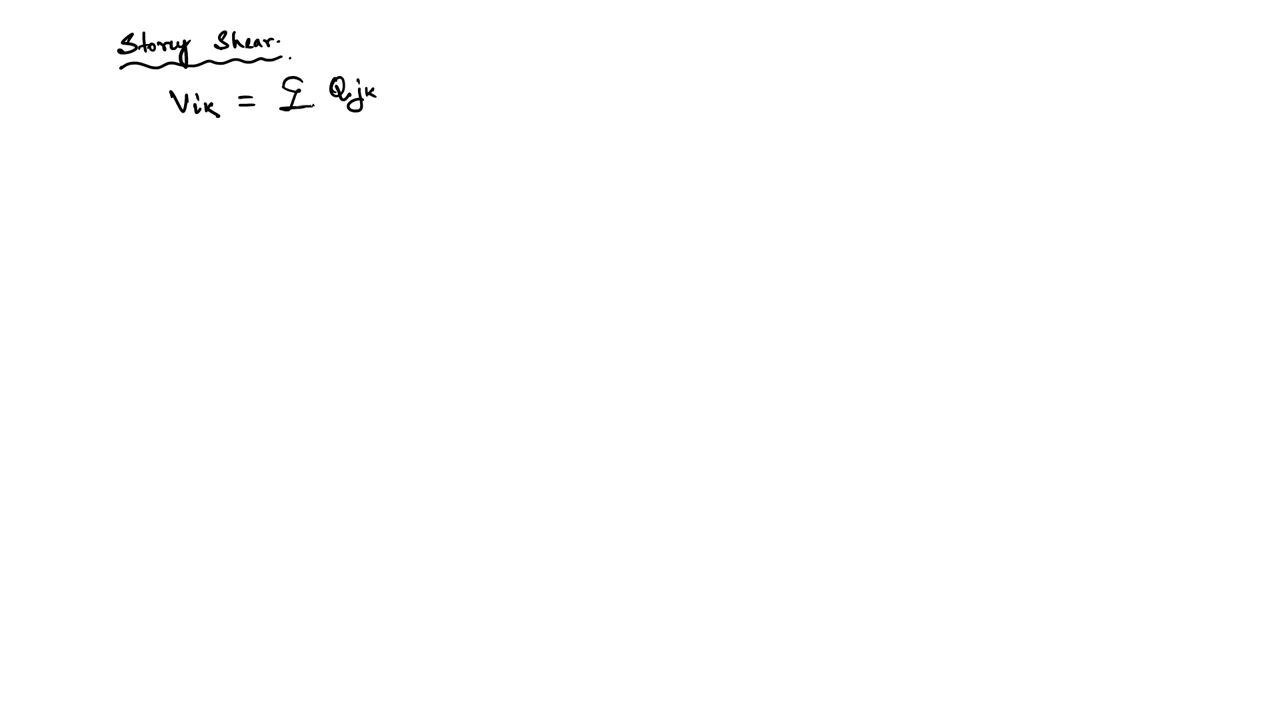 Storey Shear.
Vik = Σ Qjk